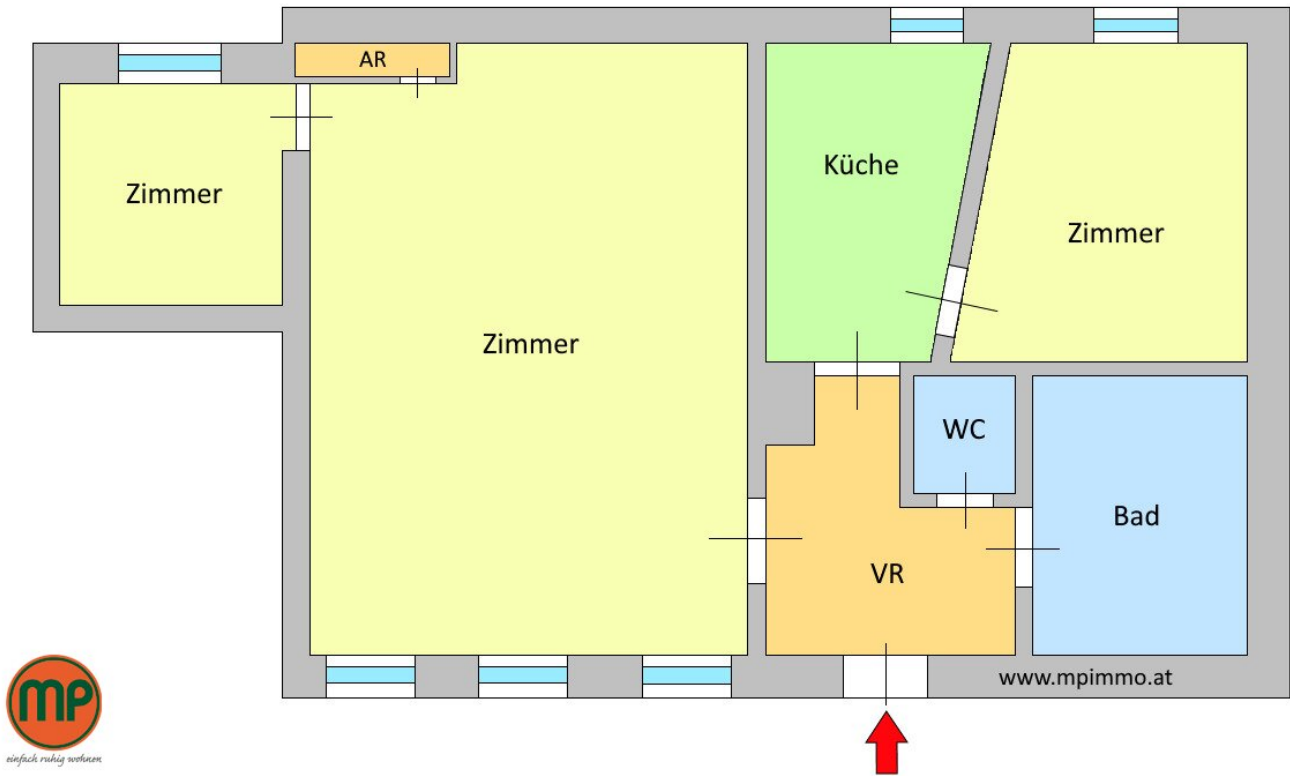 AR
Zimmer
Küche
Zimmer
Zimmer
WC
Bad
VR
www.mpimmo.at
mp
einfach ruhig wohnen